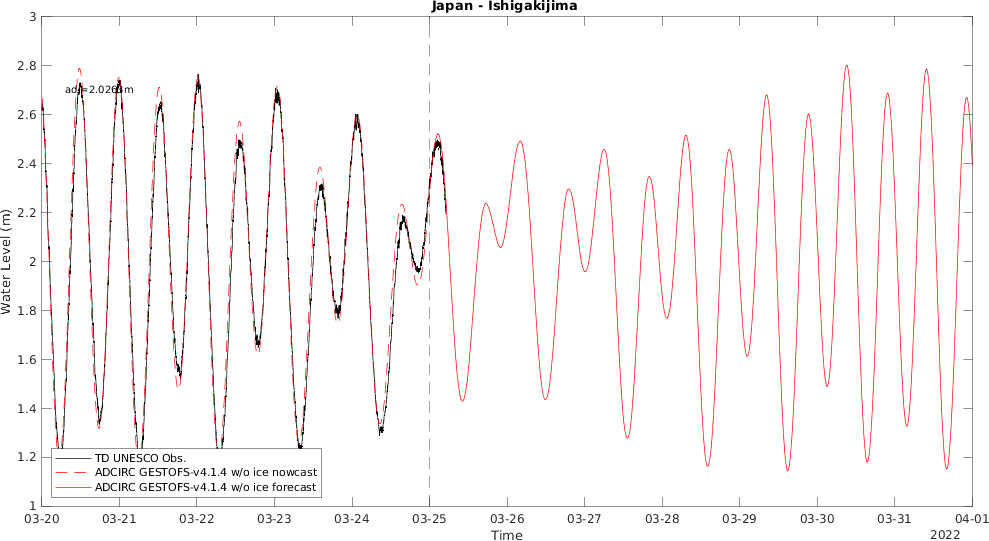 Japan - Ishigakijima
3
2.8
2.6
2.4
2.2
2
1.8
1.6
1.4
1.2
1
Water Level (m)
TD UNESCO Obs.
ADCIRC GESTOFS-v4.1.4 w/o ice nowcast
ADCIRC GESTOFS-v4.1.4 w/o ice forecast
03-20 03-21 03-22 03-23 03-24 03-25 03-26 03-27 03-28 03-29 03-30 03-31 04-01
Time
2022